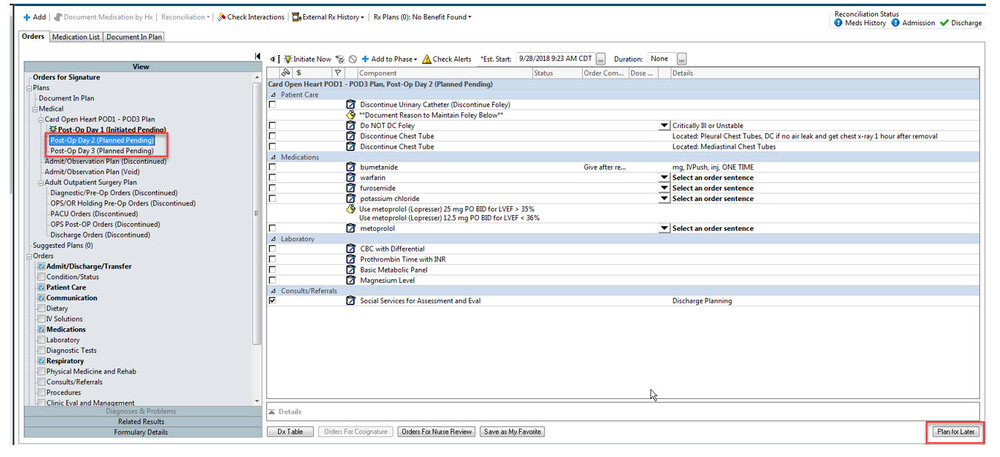 Add Document Medication by Hx Reconciliation Check Interactions External Rx History Rx Plans (0): No Benefit Found
Reconciliation Status
Meds History Admission Discharge
Orders Medication List Document In Plan
View
Orders for Signature
Plans
Document In Plan
Medical
Card Open Heart POD1 - POD3 Plan
Post-Op Day 1 (Initiated Pending)
Post-Op Day 2 (Planned Pending)
Post-Op Day 3 (Planned Pending)
Admit/Observation Plan (Discontinued)
Admit/Observation Plan (Void)
Adult Outpatient Surgery Plan
Diagnostic/Pre-Op Orders (Discontinued)
OPS/OR Holding Pre-Op Orders (Discontinued)
PACU Orders (Discontinued)
OPS Post-OP Orders (Discontinued)
Discharge Orders (Discontinued)
Suggested Plans (0)
Orders
Admit/Discharge/Transfer
Condition/Status
Patient Care
Communication
Dietary
IV Solutions
Medications
Laboratory
Diagnostic Tests
Respiratory
Physical Medicine and Rehab
Consults/Referrals
Procedures
Clinic Eval and Management
Diagnoses & Problems
Related Results
Formulary Details
Initiate Now Add to Phase Check Alerts *Est. Start: 9/28/2018 9:23 AM CDT ... Duration: None ...
$ Component Status Order Com... Dose ... Details
Card Open Heart POD1 - POD3 Plan, Post-Op Day 2 (Planned Pending)
Patient Care
Discontinue Urinary Catheter (Discontinue Foley)
**Document Reason to Maintain Foley Below**
Do NOT DC Foley Critically Ill or Unstable
Discontinue Chest Tube Located: Pleural Chest Tubes, DC if no air leak and get chest x-ray 1 hour after removal
Discontinue Chest Tube Located: Mediastinal Chest Tubes
Medications
bumetanide Give after re... mg, IVPush, inj, ONE TIME
warfarin Select an order sentence
furosemide Select an order sentence
potassium chloride Select an order sentence
Use metoprolol (Lopresser) 25 mg PO BID for LVEF > 35%
Use metoprolol (Lopresser) 12.5 mg PO BID for LVEF < 36%
metoprolol Select an order sentence
Laboratory
CBC with Differential
Prothrombin Time with INR
Basic Metabolic Panel
Magnesium Level
Consults/Referrals
Social Services for Assessment and Eval Discharge Planning
Details
Dx Table Orders For Cosignature Orders For Nurse Review Save as My Favorite Plan for Later